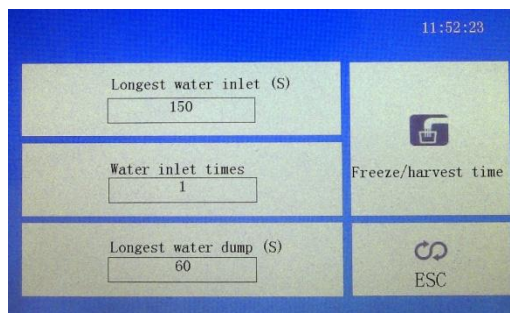 11:52:23
Longest water inlet (S)
150
Water inlet times
1
Freeze/harvest time
Longest water dump (S)
60
ESC